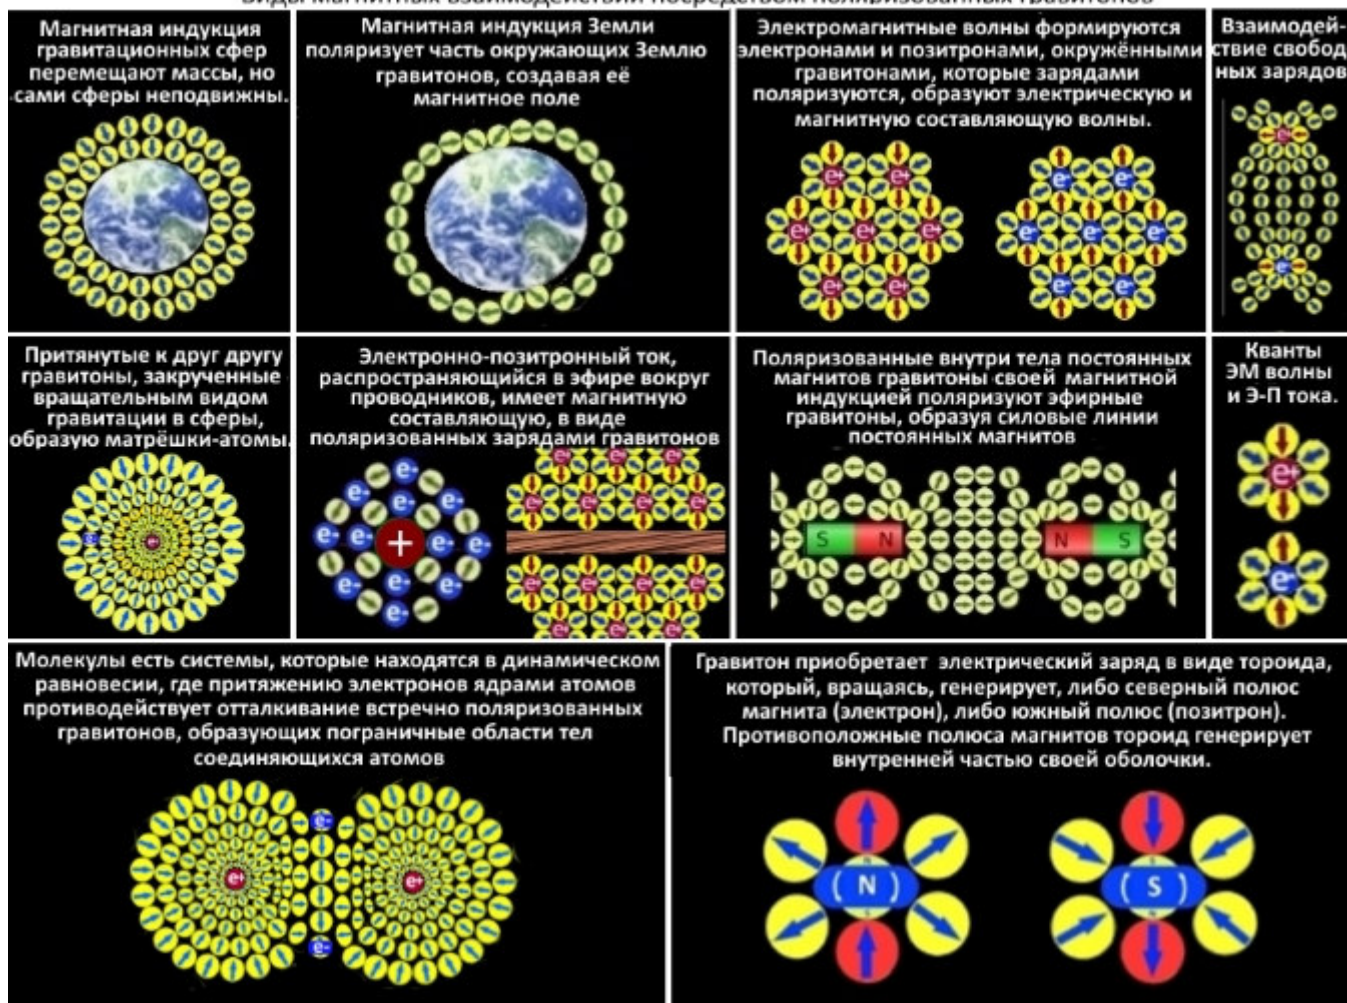 Виды магнитных взаимодействий посредством поляризованных гравитонов
Магнитная индукция
гравитационных сфер
перемещают массы, но
сами сферы неподвижны.
Магнитная индукция Земли
поляризует часть окружающих Землю
гравитонов, создавая её
магнитное поле
Электромагнитные волны формируются
электронами и позитронами, окружёнными
гравитонами, которые зарядами
поляризуются, образуют электрическую и
магнитную составляющую волны.
e+ e+
e+ e+ e+
e+ e+
e- e-
e- e- e-
e- e-
Взаимодей-
ствие свобод
ных зарядов
e+
e-
Притянутые к друг другу
гравитоны, закрученные
вращательным видом
гравитации в сферы,
образую матрёшки-атомы.
e- e+
Электронно-позитронный ток,
распространяющийся в эфире вокруг
проводников, имеет магнитную
составляющую, в виде
поляризованных зарядами гравитонов
e-
e- e-
e- e-
e- + e- e-
e- e-
e- e-
e-
e+ e+ e+
e+ e+ e+ e+
e+ e+ e+ e+
e+ e+ e+
Поляризованные внутри тела постоянных
магнитов гравитоны своей магнитной
индукцией поляризуют эфирные
гравитоны, образуя силовые линии
постоянных магнитов
S N N S
Кванты
ЭМ волны
и Э-П тока.
e+
e-
Молекулы есть системы, которые находятся в динамическом
равновесии, где притяжению электронов ядрами атомов
противодействует отталкивание встречно поляризованных
гравитонов, образующих пограничные области тел
соединяющихся атомов
e-
e+ e+
e-
Гравитон приобретает электрический заряд в виде тороида,
который, вращаясь, генерирует, либо северный полюс
магнита (электрон), либо южный полюс (позитрон).
Противоположные полюса магнитов тороид генерирует
внутренней частью своей оболочки.
( N ) ( S )